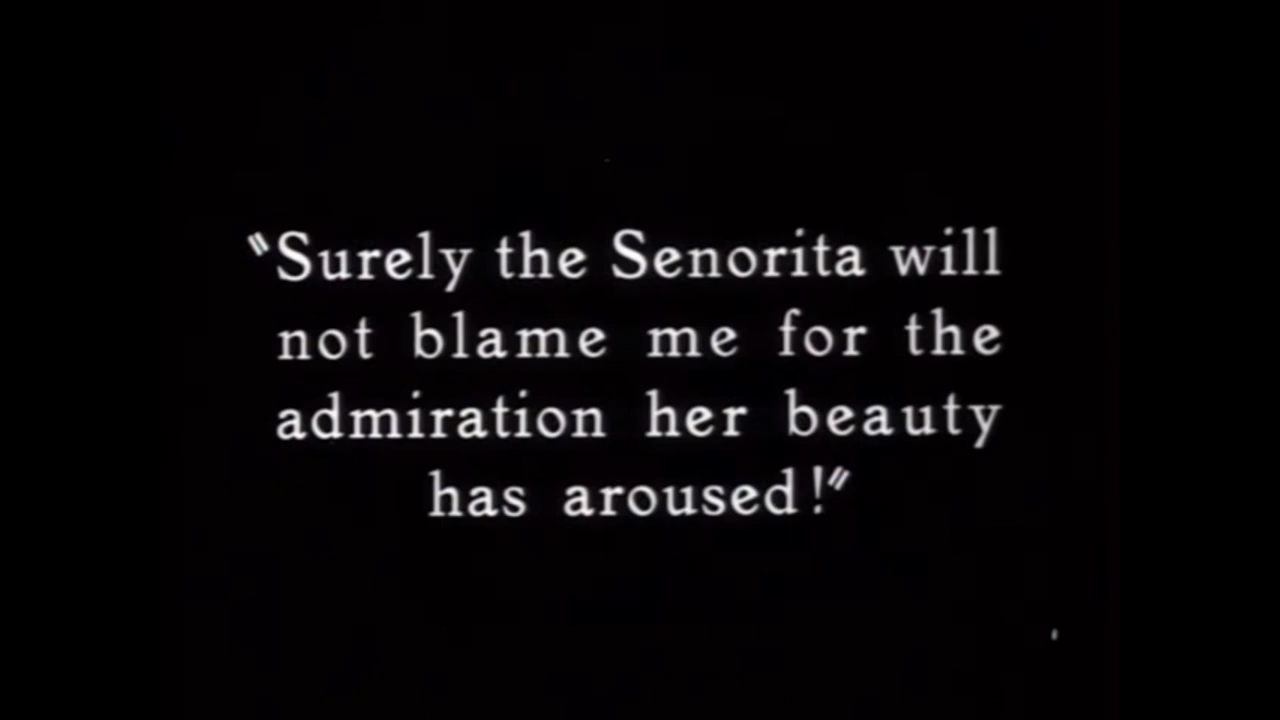 "Surely the Senorita will
not blame me for the
admiration her beauty
has aroused!"